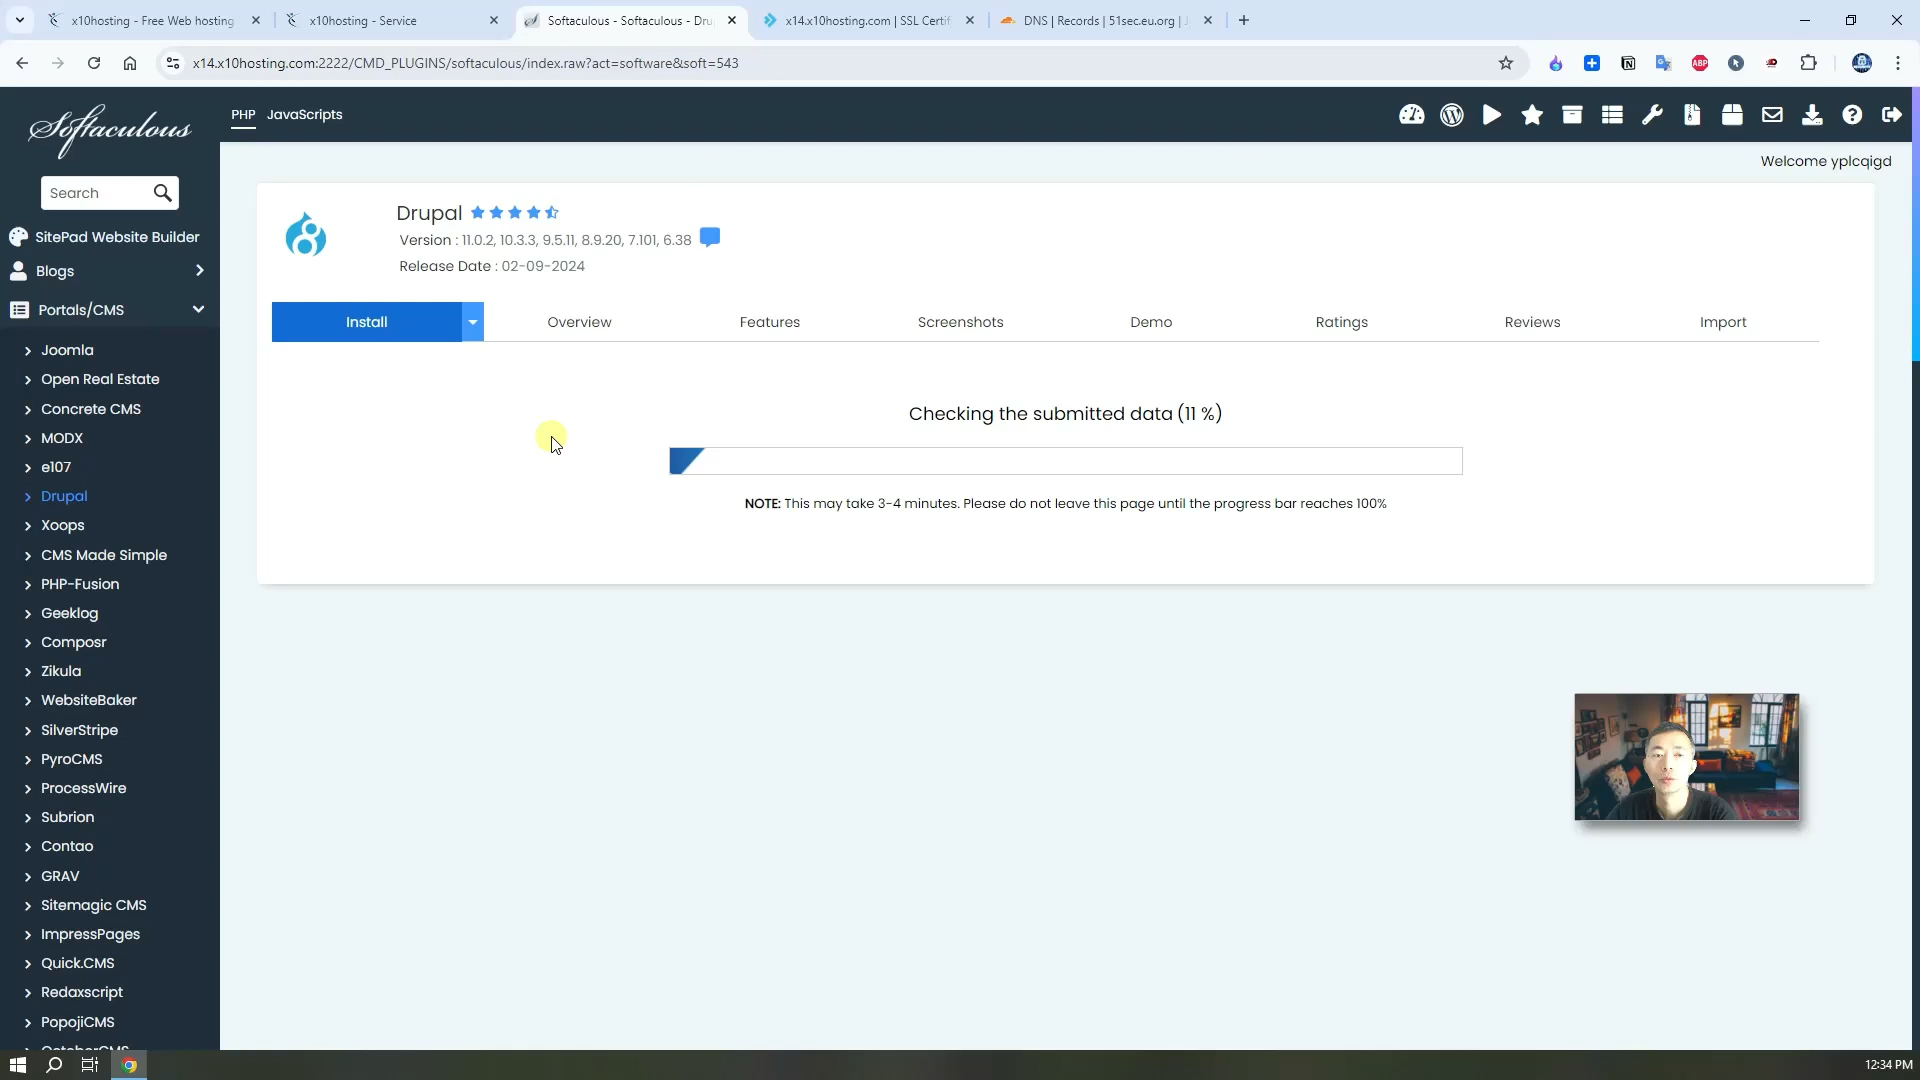 x10hosting - Free Web hosting
x10hosting - Service
Softaculous - Softaculous - Dru
x14.x10hosting.com | SSL Certif
DNS | Records | 51sec.eu.org |
x14.x10hosting.com:2222/CMD_PLUGINS/softaculous/index.raw?act=software&soft=543
ABP
Softaculous
PHP
JavaScripts
Welcome yplcqigd
Search
SitePad Website Builder
Blogs
Portals/CMS
Joomla
Open Real Estate
Concrete CMS
MODX
e107
Drupal
Xoops
CMS Made Simple
PHP-Fusion
Geeklog
Composr
Zikula
WebsiteBaker
SilverStripe
PyroCMS
ProcessWire
Subrion
Contao
GRAV
Sitemagic CMS
ImpressPages
Quick.CMS
Redaxscript
PopojiCMS
OctoberCMS
Drupal
Version : 11.0.2, 10.3.3, 9.5.11, 8.9.20, 7.101, 6.38
Release Date : 02-09-2024
Install
Overview
Features
Screenshots
Demo
Ratings
Reviews
Import
Checking the submitted data (11 %)
NOTE: This may take 3-4 minutes. Please do not leave this page until the progress bar reaches 100%
12:34 PM